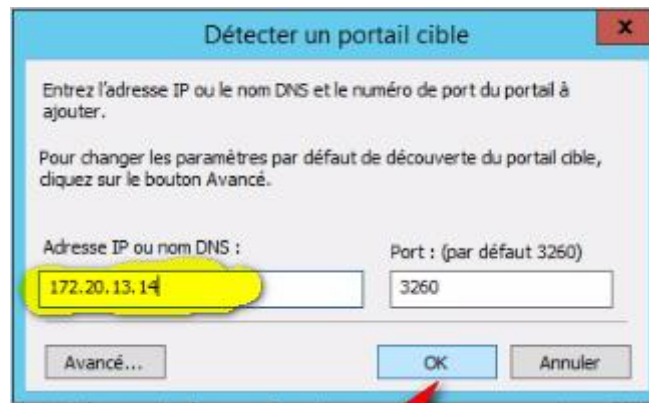 Détecter un portail cible
x
Entrez l'adresse IP ou le nom DNS et le numéro de port du portail à
ajouter.
Pour changer les paramètres par défaut de découverte du portail cible,
cliquez sur le bouton Avancé.
Adresse IP ou nom DNS :
Port : (par défaut 3260)
172.20.13.14
3260
Avancé...
OK
Annuler